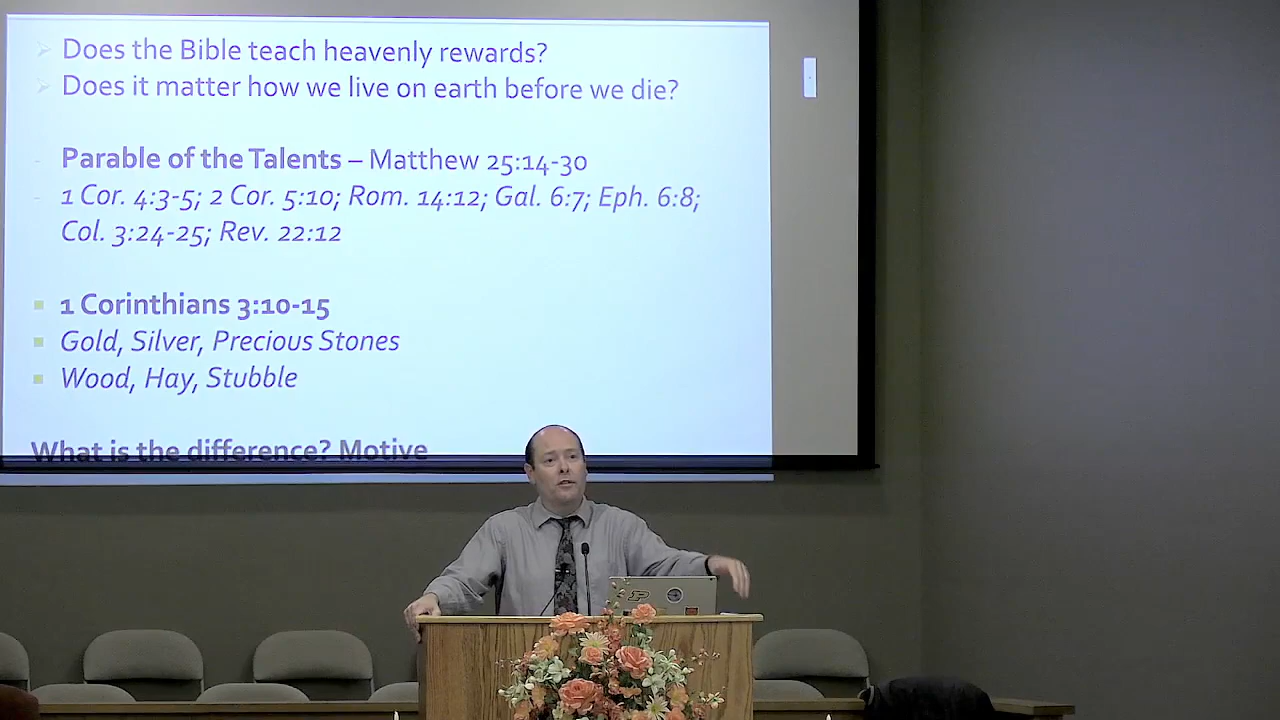 Does the Bible teach heavenly rewards?
Does it matter how we live on earth before we die?
Parable of the Talents – Matthew 25:14-30
1 Cor. 4:3-5; 2 Cor. 5:10; Rom. 14:12; Gal. 6:7; Eph. 6:8;
Col. 3:24-25; Rev. 22:12
1 Corinthians 3:10-15
Gold, Silver, Precious Stones
Wood, Hay, Stubble
What is the difference? Motive
P